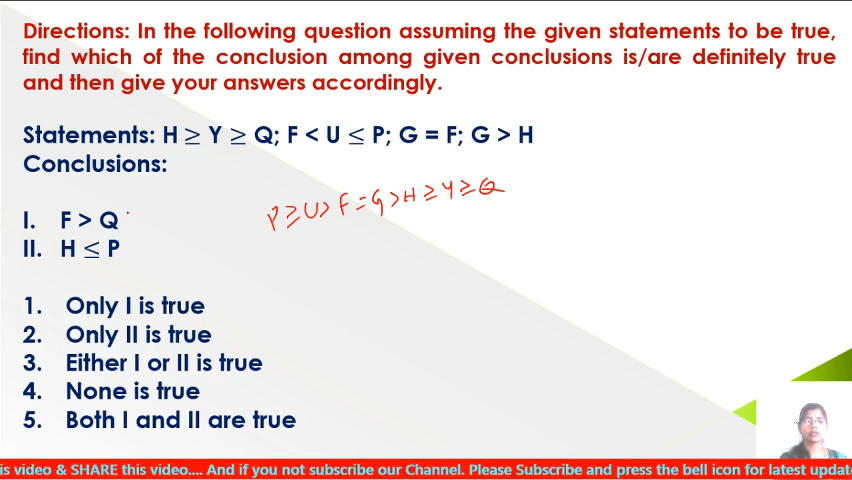 Directions: In the following question assuming the given statements to be true,
find which of the conclusion among given conclusions is/are definitely true
and then give your answers accordingly.
Statements: H ≥ Y ≥ Q; F < U ≤ P; G = F; G > H
Conclusions:
P ≥ U > F = G > H ≥ Y ≥ Q
I. F > Q
II. H ≤ P
1. Only I is true
2. Only II is true
3. Either I or II is true
4. None is true
5. Both I and II are true
is video & SHARE this video.... And if you not subscribe our Channel. Please Subscribe and press the bell icon for latest update